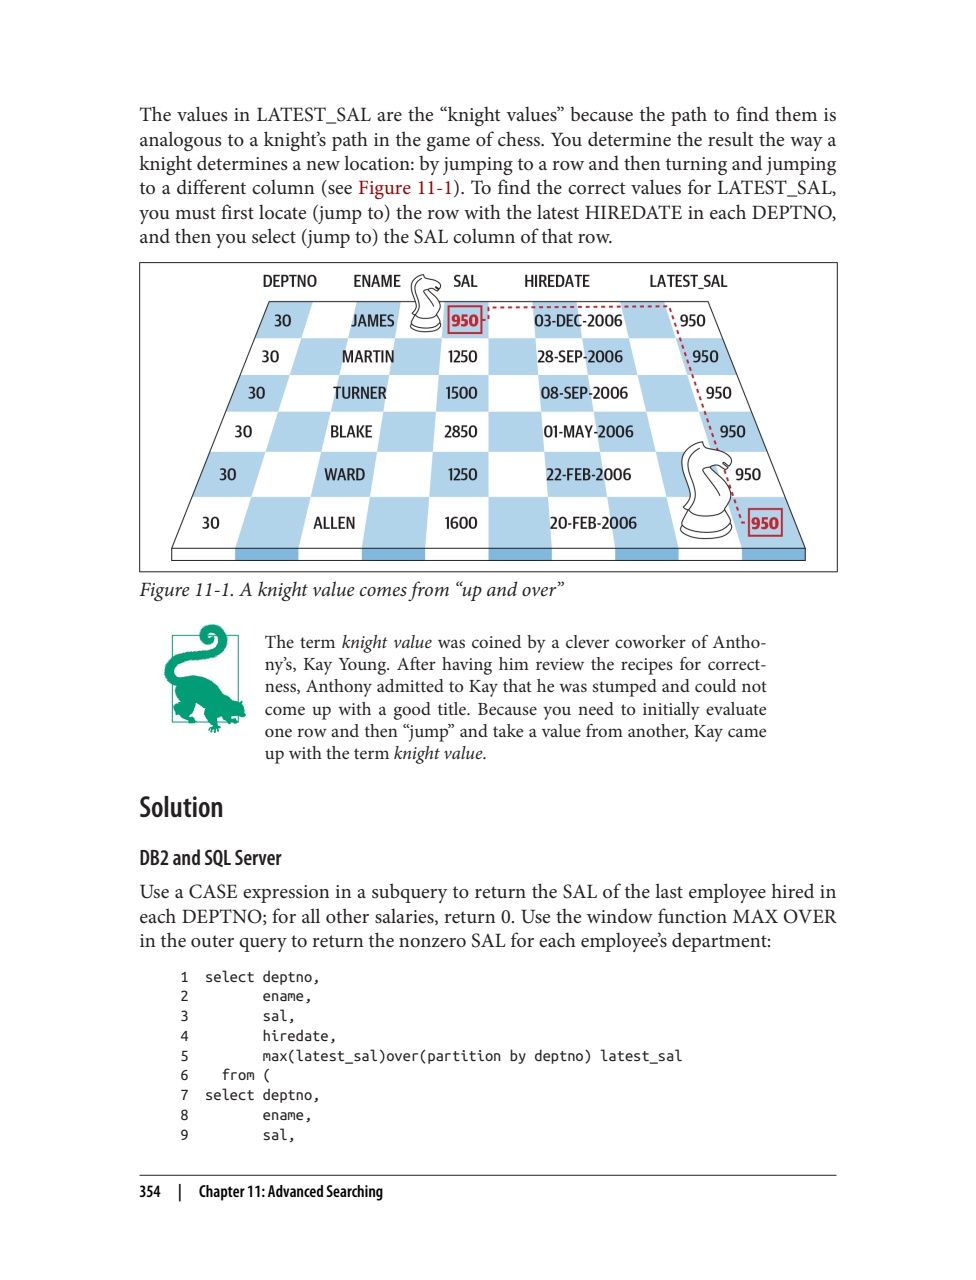 The values in LATEST_SAL are the “knight values” because the path to find them is
analogous to a knight’s path in the game of chess. You determine the result the way a
knight determines a new location: by jumping to a row and then turning and jumping
to a different column (see Figure 11-1). To find the correct values for LATEST_SAL,
you must first locate (jump to) the row with the latest HIREDATE in each DEPTNO,
and then you select (jump to) the SAL column of that row.
DEPTNO ENAME SAL HIREDATE LATEST_SAL
30 JAMES 950 03-DEC-2006 950
30 MARTIN 1250 28-SEP-2006 950
30 TURNER 1500 08-SEP-2006 950
30 BLAKE 2850 01-MAY-2006 950
30 WARD 1250 22-FEB-2006 950
30 ALLEN 1600 20-FEB-2006 950
Figure 11-1. A knight value comes from “up and over”
The term knight value was coined by a clever coworker of Antho-
ny’s, Kay Young. After having him review the recipes for correct-
ness, Anthony admitted to Kay that he was stumped and could not
come up with a good title. Because you need to initially evaluate
one row and then “jump” and take a value from another, Kay came
up with the term knight value.
Solution
DB2 and SQL Server
Use a CASE expression in a subquery to return the SAL of the last employee hired in
each DEPTNO; for all other salaries, return 0. Use the window function MAX OVER
in the outer query to return the nonzero SAL for each employee’s department:
1 select deptno,
2 ename,
3 sal,
4 hiredate,
5 max(latest_sal)over(partition by deptno) latest_sal
6 from (
7 select deptno,
8 ename,
9 sal,
354 | Chapter 11: Advanced Searching